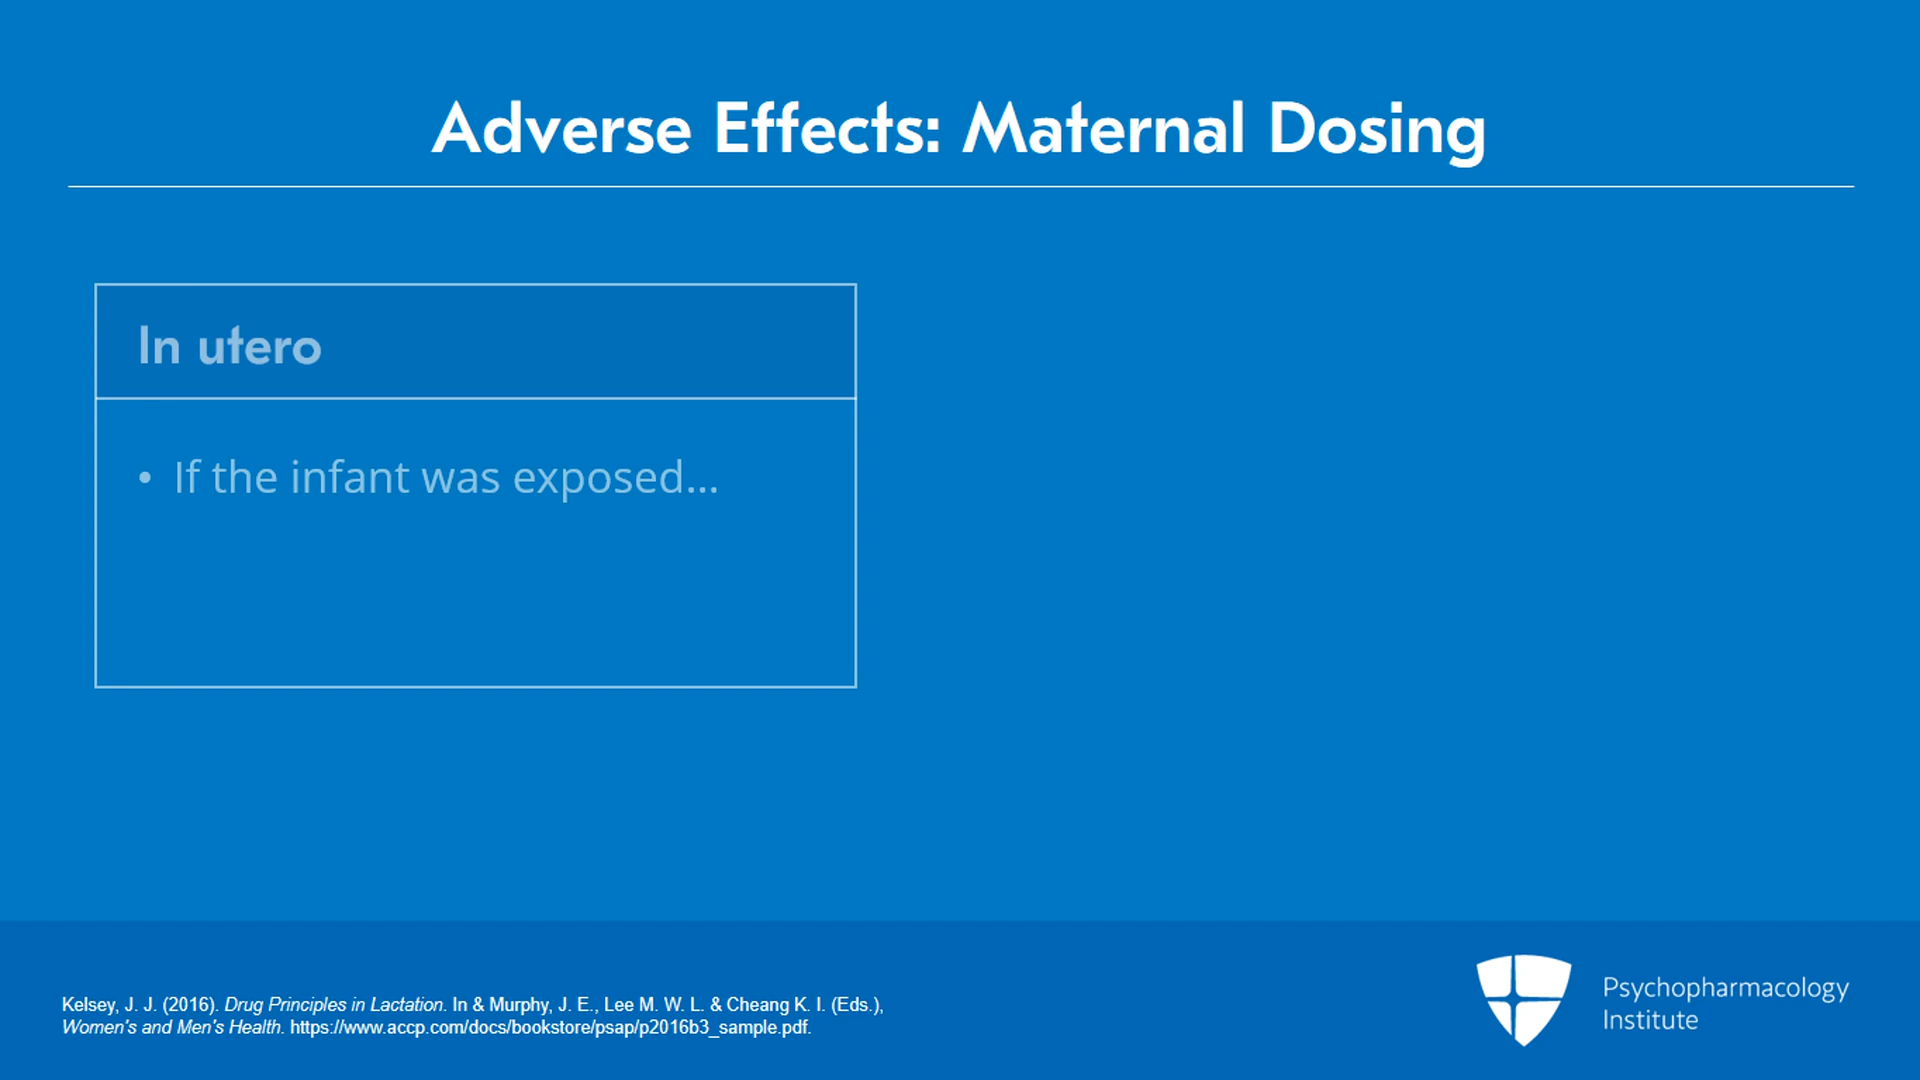 Adverse Effects: Maternal Dosing
In utero
• If the infant was exposed...
Kelsey, J. J. (2016). Drug Principles in Lactation. In & Murphy, J. E., Lee M. W. L. & Cheang K. I. (Eds.),
Women's and Men's Health. https://www.accp.com/docs/bookstore/psap/p2016b3_sample.pdf.
Psychopharmacology
Institute